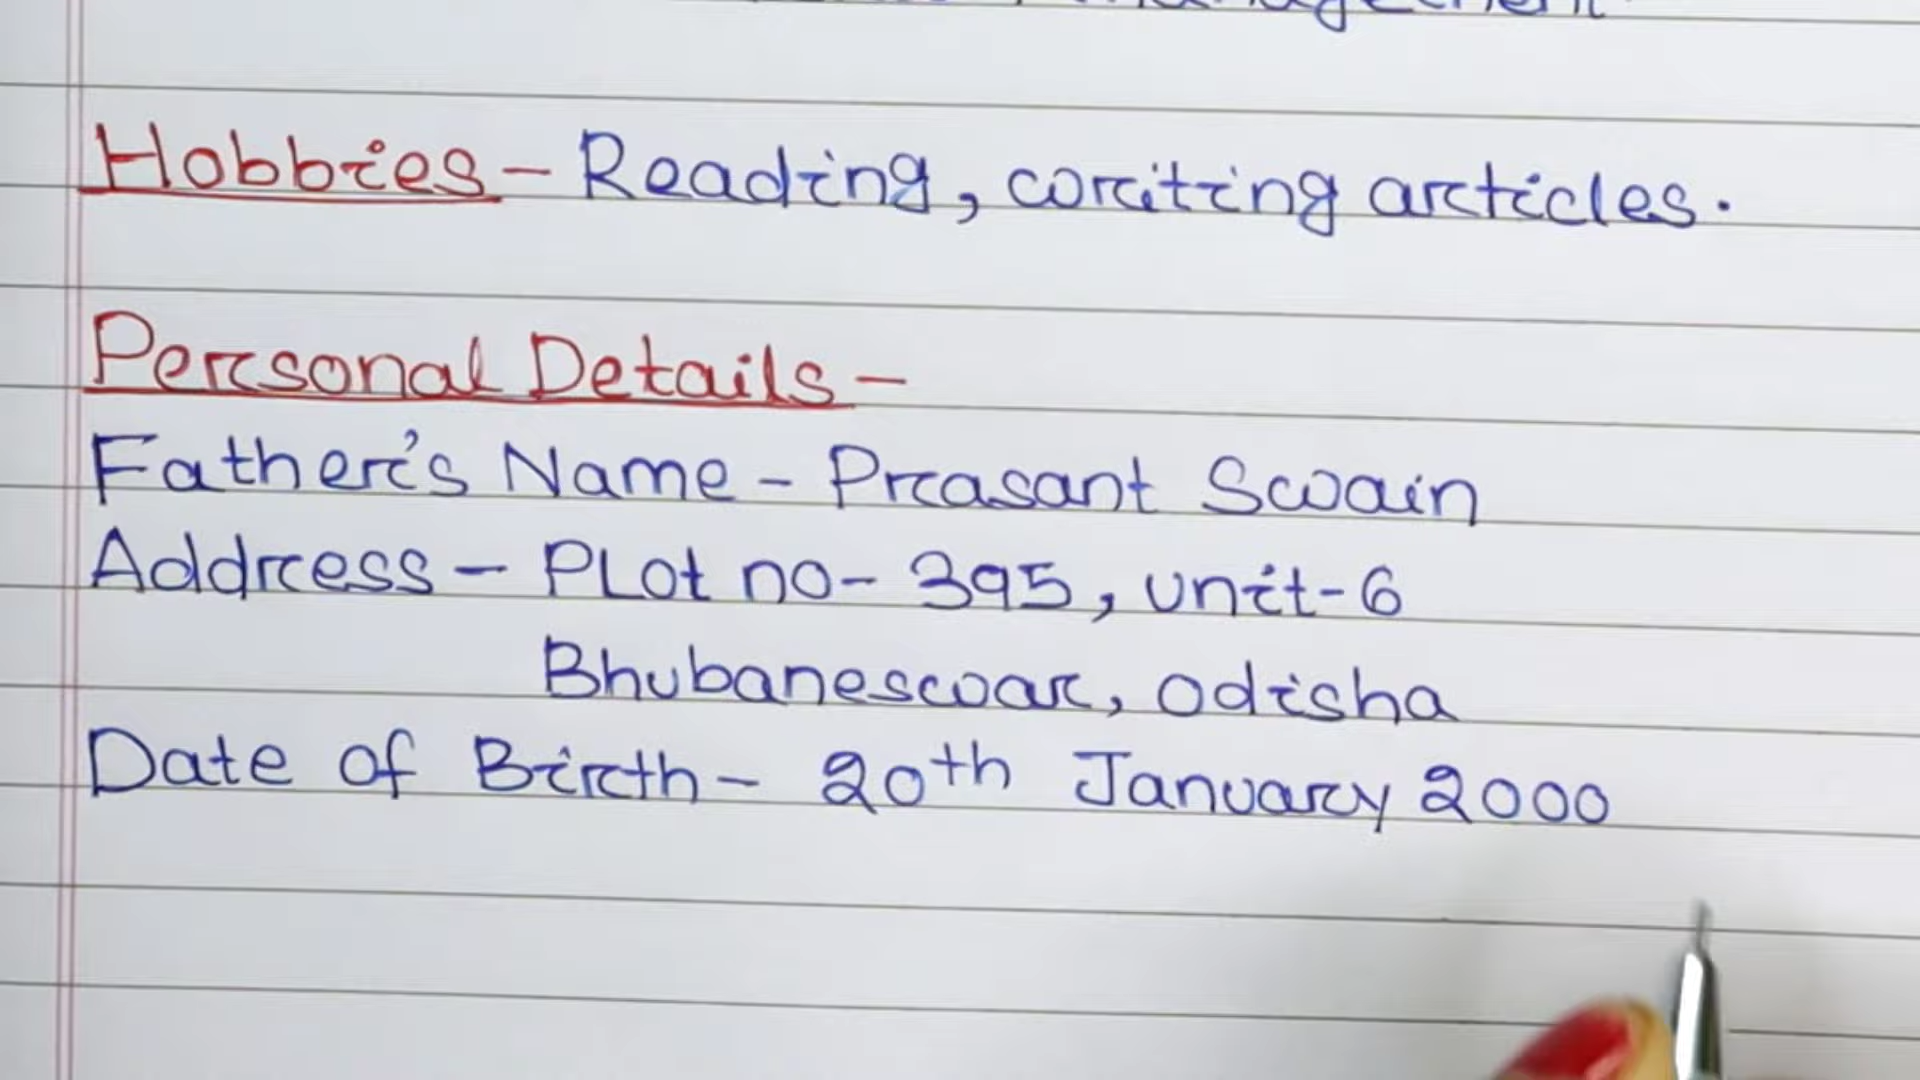 management
Hobbies - Reading, writing articles.
Personal Details -
Father's Name - Prasant Swain
Address - PLot no- 395, unit-6
Bhubaneswar, Odisha
Date of Birth - 20th January 2000